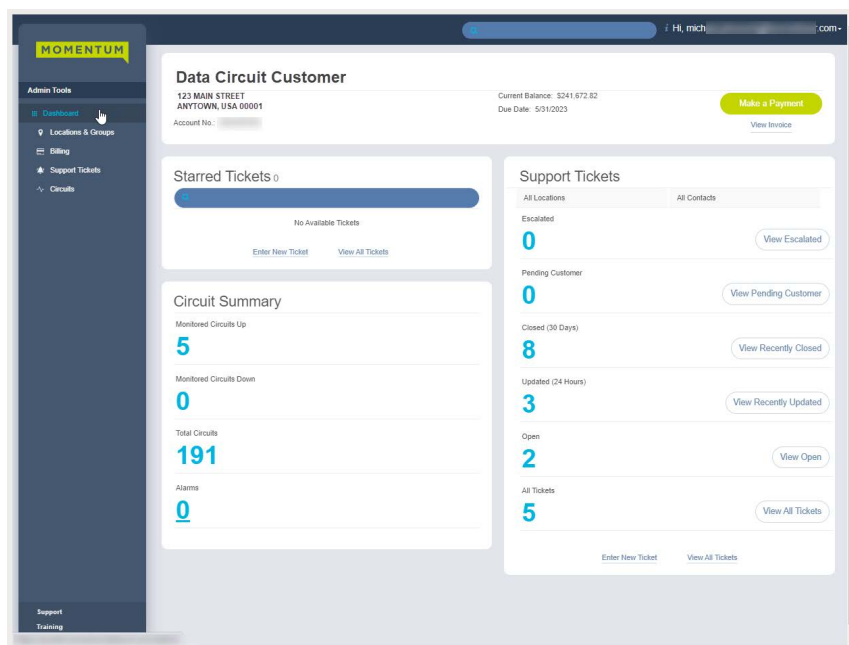 Hi, mich .com
MOMENTUM
Admin Tools
Dashboard
Locations & Groups
Billing
Support Tickets
Circuits
Support
Training
Data Circuit Customer
123 MAIN STREET
ANYTOWN, USA 00001
Account No.:
Current Balance: $241,672.82
Due Date: 5/31/2023
Make a Payment
View Invoice
Starred Tickets 0
No Available Tickets
Enter New Ticket View All Tickets
Circuit Summary
Monitored Circuits Up
5
Monitored Circuits Down
0
Total Circuits
191
Alarms
0
Support Tickets
All Locations All Contacts
Escalated
0 View Escalated
Pending Customer
0 View Pending Customer
Closed (30 Days)
8 View Recently Closed
Updated (24 Hours)
3 View Recently Updated
Open
2 View Open
All Tickets
5 View All Tickets
Enter New Ticket View All Tickets